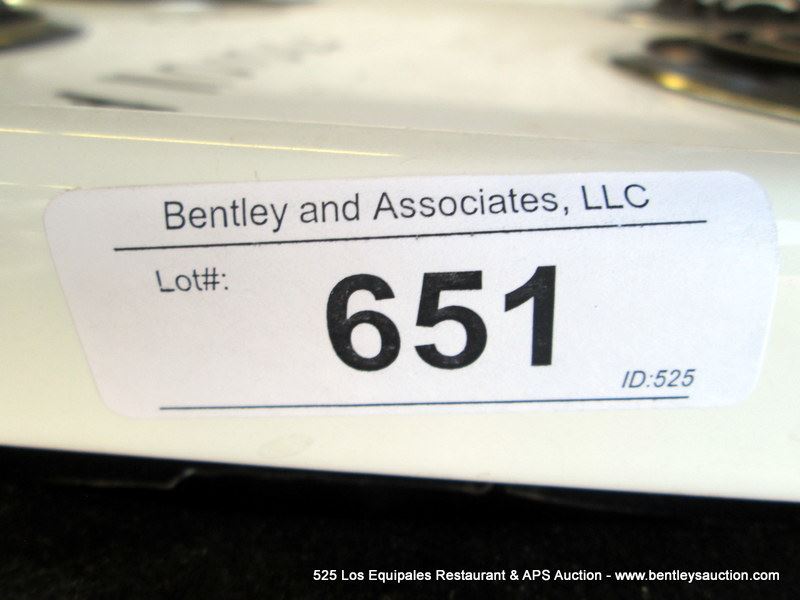 Bentley and Associates, LLC
Lot#:
651
ID:525
525 Los Equipales Restaurant & APS Auction - www.bentleysauction.com